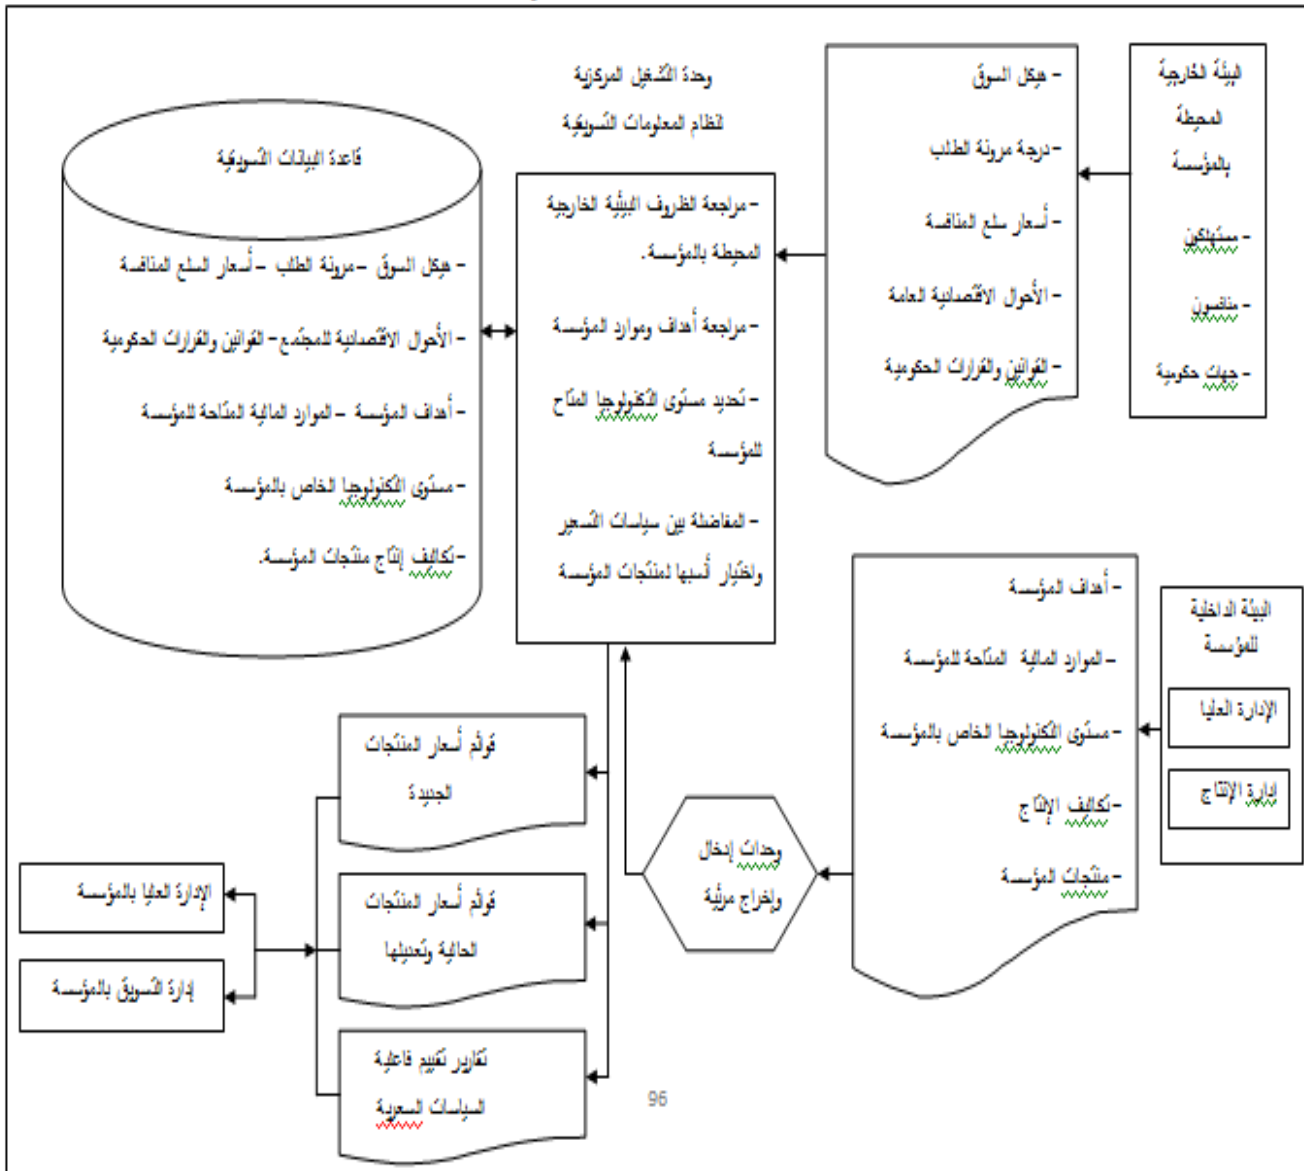 البيئة الخارجية
المحيطة
بالمؤسسة
- مستهلكون
- منافسون
- جهات حكومية
- هيكل السوق
-درجة مرونة الطلب
- أسعار سلع المنافسة
- الأحوال الاقتصادية العامة
- القوانين والقرارات الحكومية
وحدة التشغيل المركزية
لنظام المعلومات التسويقية
- مراجعة الظروف البيئية الخارجية
المحيطة بالمؤسسة.
- مراجعة أهداف وموارد المؤسسة
- تحديد مستوى التكنولوجيا المتاح
للمؤسسة
- المفاضلة بين سياسات التسعير
واختيار أنسبها لمنتجات المؤسسة
قاعدة البيانات التسويقية
- هيكل السوق -مرونة الطلب -أسعار السلع المنافسة
- الأحوال الاقتصادية للمجتمع- القوانين والقرارات الحكومية
- أهداف المؤسسة -الموارد المالية المتاحة للمؤسسة
-مستوى التكنولوجيا الخاص بالمؤسسة
-تكاليف إنتاج منتجات المؤسسة.
البيئة الداخلية
للمؤسسة
الإدارة العليا
إدارة الإنتاج
- أهداف المؤسسة
- الموارد المالية المتاحة للمؤسسة
- مستوى التكنولوجيا الخاص بالمؤسسة
-تكاليف الإنتاج
- منتجات المؤسسة
وحدات إدخال
وإخراج مرئية
قوائم أسعار المنتجات
الجديدة
قوائم أسعار المنتجات
الحالية وتعديلها
تقارير تقييم فاعلية
السياسات السعرية
الإدارة العليا بالمؤسسة
إدارة التسويق بالمؤسسة
96